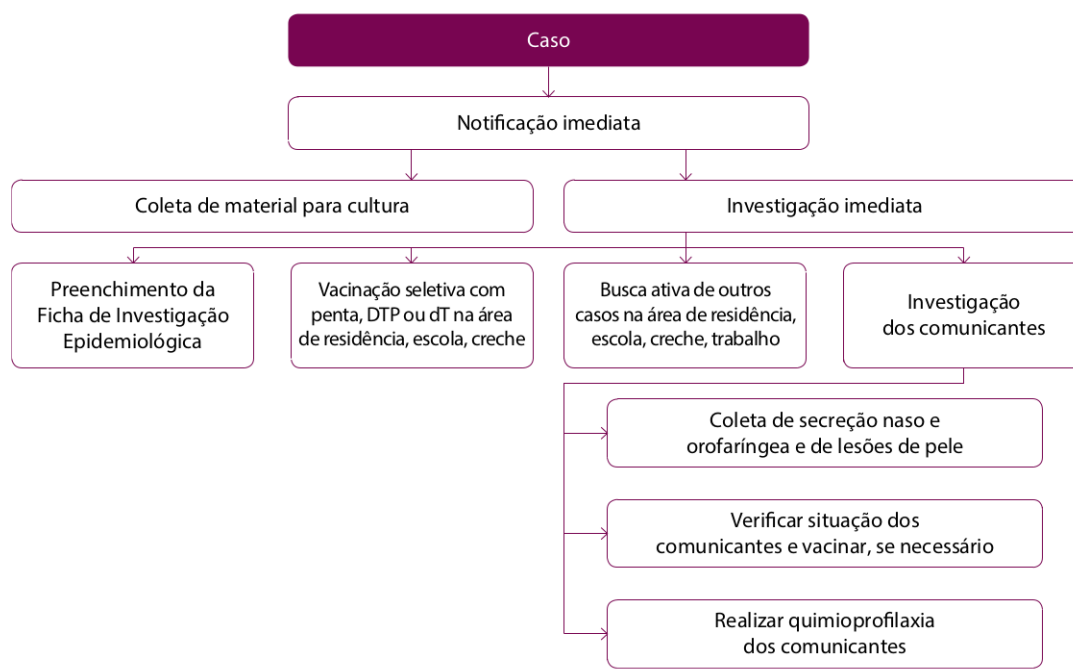 Caso
Notificação imediata
Coleta de material para cultura
Investigação imediata
Preenchimento da
Ficha de Investigação
Epidemiológica
Vacinação seletiva com
penta, DTP ou dT na área
de residência, escola, creche
Busca ativa de outros
casos na área de residência,
escola, creche, trabalho
Investigação
dos comunicantes
Coleta de secreção naso e
orofaríngea e de lesões de pele
Verificar situação dos
comunicantes e vacinar, se necessário
Realizar quimioprofilaxia
dos comunicantes